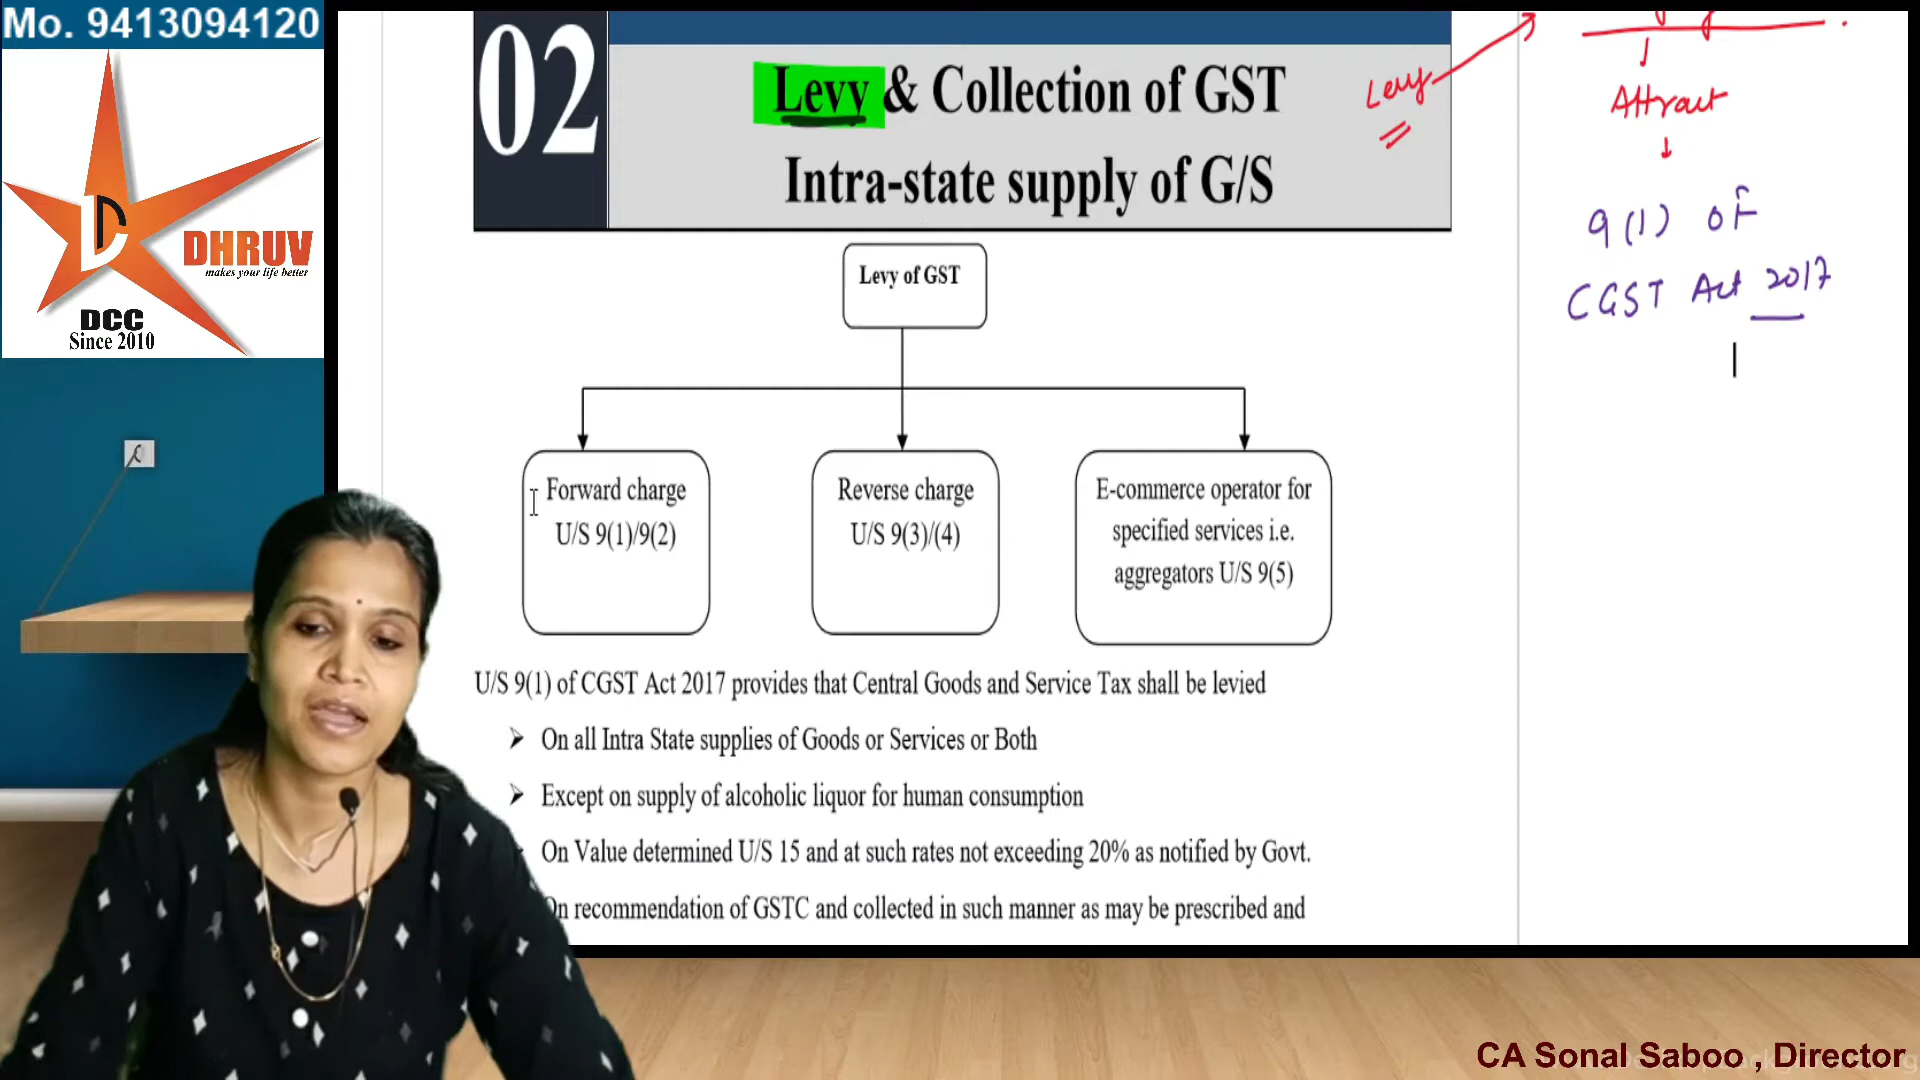 Mo. 9413094120
DHRUV
makes your life better
DCC
Since 2010
02
Levy & Collection of GST
Intra-state supply of G/S
Levy
Attract
9(1) of
CGST Act 2017
Levy of GST
Forward charge
U/S 9(1)/9(2)
Reverse charge
U/S 9(3)/(4)
E-commerce operator for
specified services i.e.
aggregators U/S 9(5)
U/S 9(1) of CGST Act 2017 provides that Central Goods and Service Tax shall be levied
On all Intra State supplies of Goods or Services or Both
Except on supply of alcoholic liquor for human consumption
On Value determined U/S 15 and at such rates not exceeding 20% as notified by Govt.
On recommendation of GSTC and collected in such manner as may be prescribed and
CA Sonal Saboo , Director